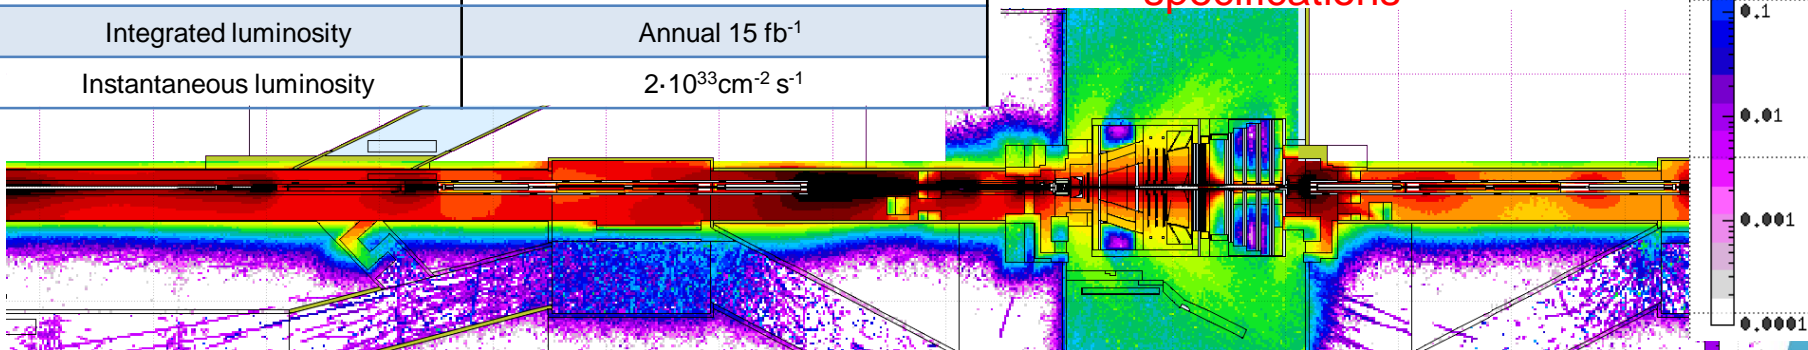 specifications
Integrated luminosity Annual 15 fb⁻¹
Instantaneous luminosity 2·10³³cm⁻² s⁻¹
0.1
0.01
0.001
0.0001